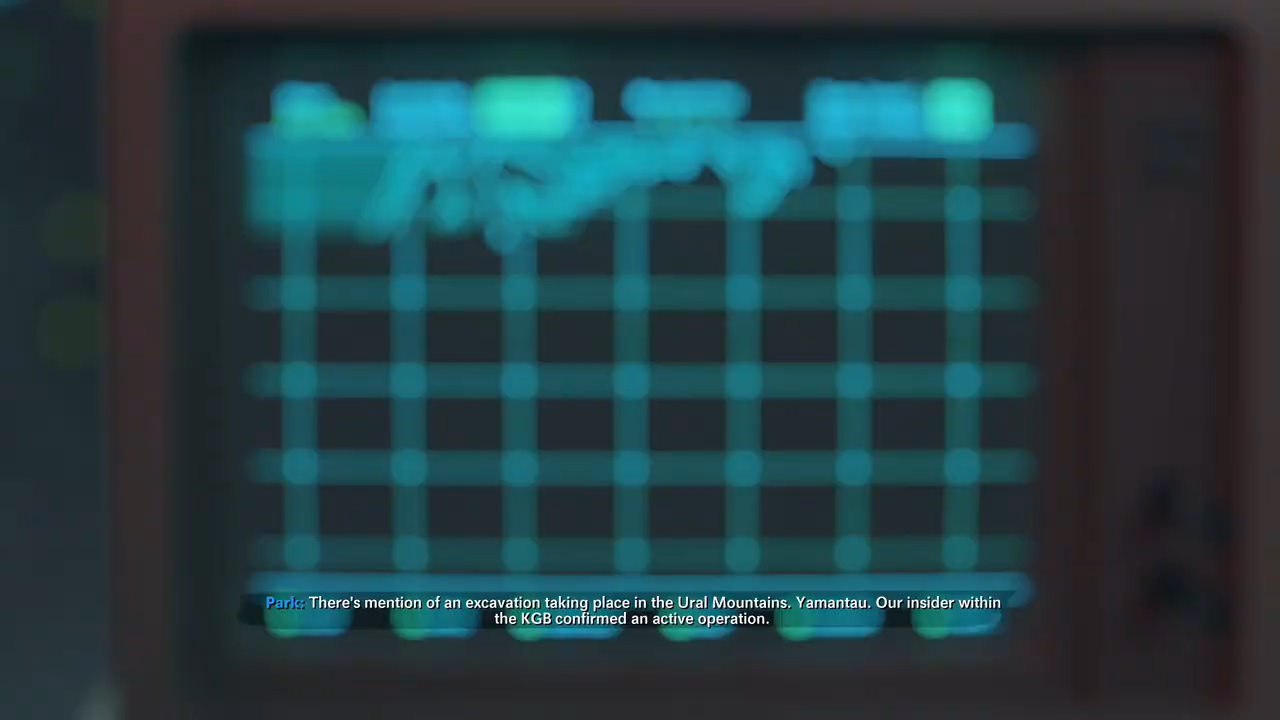 Park: There's mention of an excavation taking place in the Ural Mountains. Yamantau. Our insider within
the KGB confirmed an active operation.